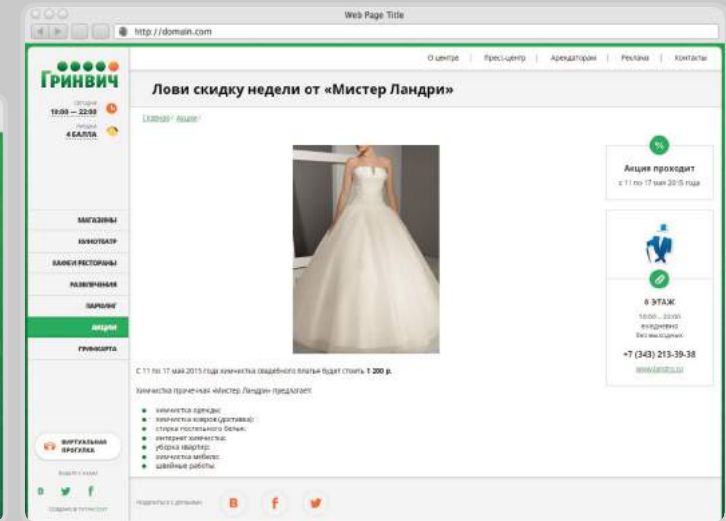 Web Page Title
http://domain.com
О центре | Пресс-центр | Арендаторам | Реклама | Контакты
ГРИНВИЧ
СЕГОДНЯ
10:00 — 22:00
4 БАЛЛА
МАГАЗИНЫ
КИНОТЕАТР
КАФЕ И РЕСТОРАНЫ
РАЗВЛЕЧЕНИЯ
ПАРКИНГ
АКЦИИ
ГРИНКАРТА
ВИРТУАЛЬНАЯ
ПРОГУЛКА
В f
Лови скидку недели от «Мистер Ландри»
Главная / Акции /
С 11 по 17 мая 2015 года химчистка свадебного платья будет стоить 1 200 р.
Химчистка прачечная «Мистер Ландри» предлагает:
химчистка одежды;
химчистка ковров (доставка);
стирка постельного белья;
интернет химчистка;
уборка квартир;
химчистка мебели;
швейные работы.
ПОДЕЛИТЬСЯ С ДРУЗЬЯМИ
В f
%
Акция проходит
с 11 по 17 мая 2015 года
0 ЭТАЖ
10:00 - 22:00
ежедневно
без выходных
+7 (343) 213-39-38
www.landry.ru